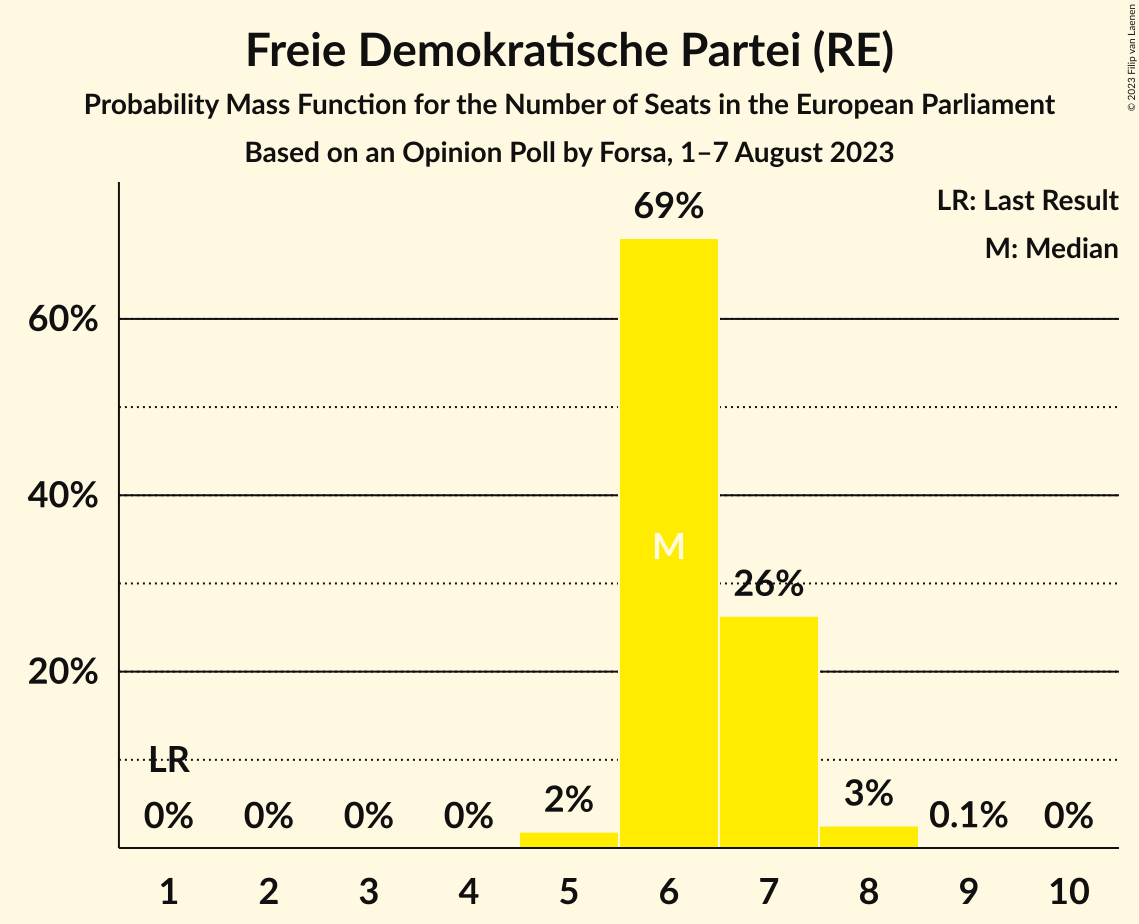 Freie Demokratische Partei (RE)
Probability Mass Function for the Number of Seats in the European Parliament
Based on an Opinion Poll by Forsa, 1–7 August 2023
© 2023 Filip van Laenen
LR: Last Result
M: Median
69%
60%
40%
M
26%
20%
LR
0%
0%
0%
0%
2%
3%
0.1%
0%
1 2 3 4 5 6 7 8 9 10